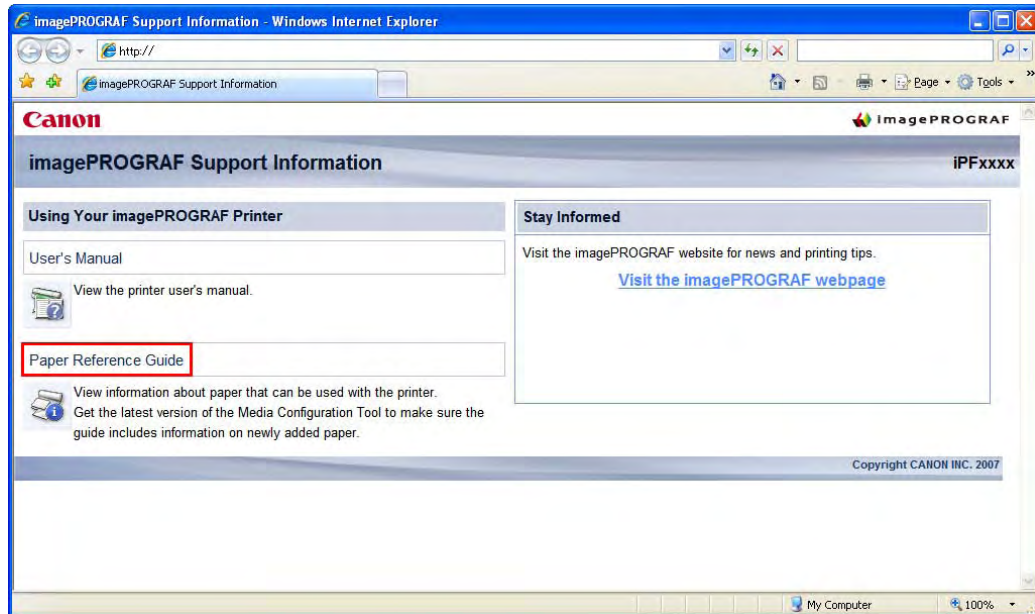 imagePROGRAF Support Information - Windows Internet Explorer
http://
imagePROGRAF Support Information
Page
Tools
»
Canon
imagePROGRAF
imagePROGRAF Support Information
iPFxxxx
Using Your imagePROGRAF Printer
User's Manual
View the printer user's manual.
Paper Reference Guide
View information about paper that can be used with the printer.
Get the latest version of the Media Configuration Tool to make sure the
guide includes information on newly added paper.
Stay Informed
Visit the imagePROGRAF website for news and printing tips.
Visit the imagePROGRAF webpage
Copyright CANON INC. 2007
My Computer
100%